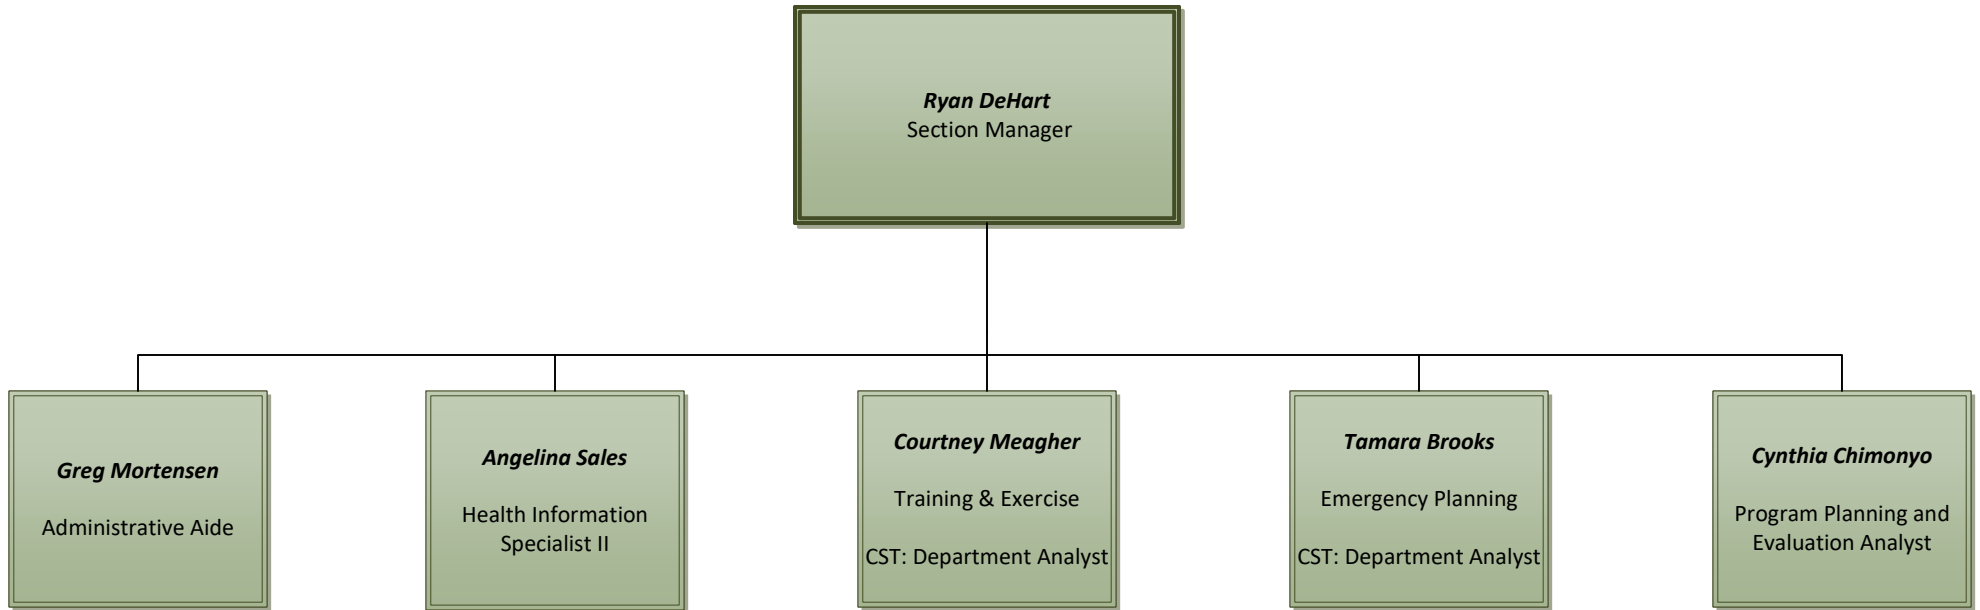 Ryan DeHart
Section Manager
Greg Mortensen
Administrative Aide
Angelina Sales
Health Information
Specialist II
Courtney Meagher
Training & Exercise
CST: Department Analyst
Tamara Brooks
Emergency Planning
CST: Department Analyst
Cynthia Chimonyo
Program Planning and
Evaluation Analyst